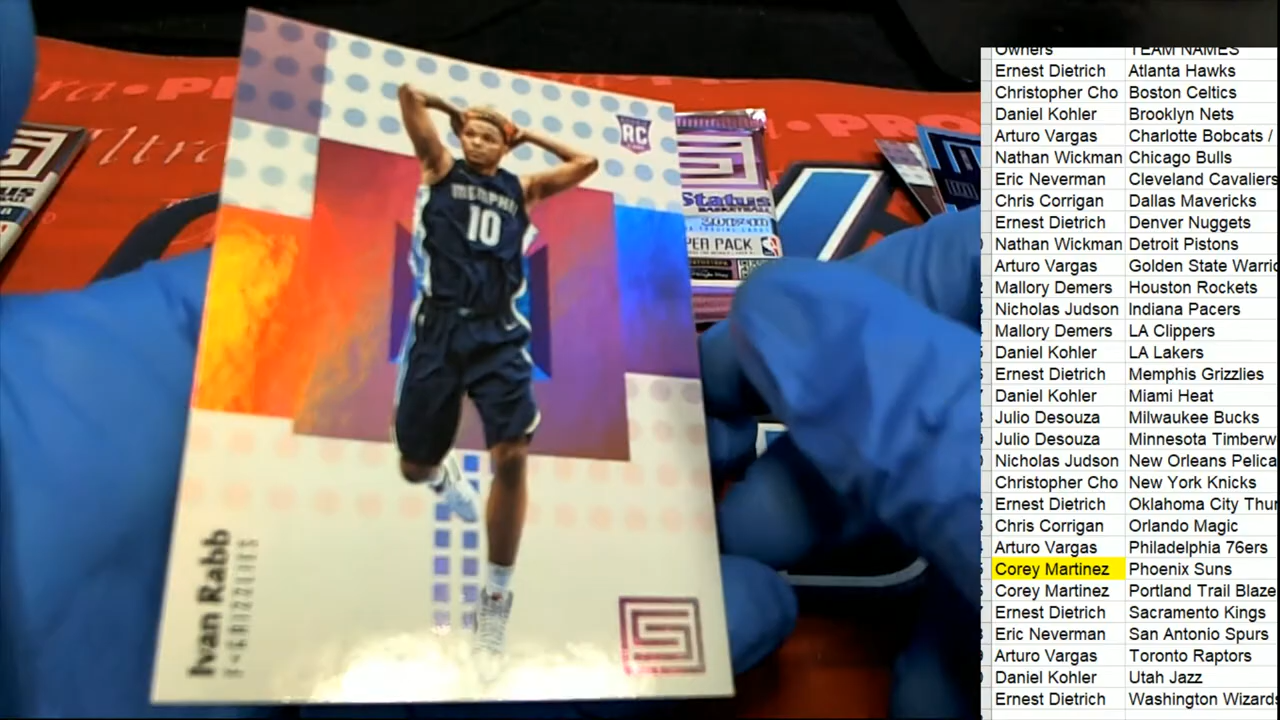 RC
MEMPHIS
10
Ivan Rabb
F • GRIZZLIES
Status
BASKETBALL
PER PACK
PRO
Owners TEAM NAMES
Ernest Dietrich Atlanta Hawks
Christopher Cho Boston Celtics
Daniel Kohler Brooklyn Nets
Arturo Vargas Charlotte Bobcats /
Nathan Wickman Chicago Bulls
Eric Neverman Cleveland Cavaliers
Chris Corrigan Dallas Mavericks
Ernest Dietrich Denver Nuggets
Nathan Wickman Detroit Pistons
Arturo Vargas Golden State Warrio
Mallory Demers Houston Rockets
Nicholas Judson Indiana Pacers
Mallory Demers LA Clippers
Daniel Kohler LA Lakers
Ernest Dietrich Memphis Grizzlies
Daniel Kohler Miami Heat
Julio Desouza Milwaukee Bucks
Julio Desouza Minnesota Timberw
Nicholas Judson New Orleans Pelica
Christopher Cho New York Knicks
Ernest Dietrich Oklahoma City Thun
Chris Corrigan Orlando Magic
Arturo Vargas Philadelphia 76ers
Corey Martinez Phoenix Suns
Corey Martinez Portland Trail Blaze
Ernest Dietrich Sacramento Kings
Eric Neverman San Antonio Spurs
Arturo Vargas Toronto Raptors
Daniel Kohler Utah Jazz
Ernest Dietrich Washington Wizards